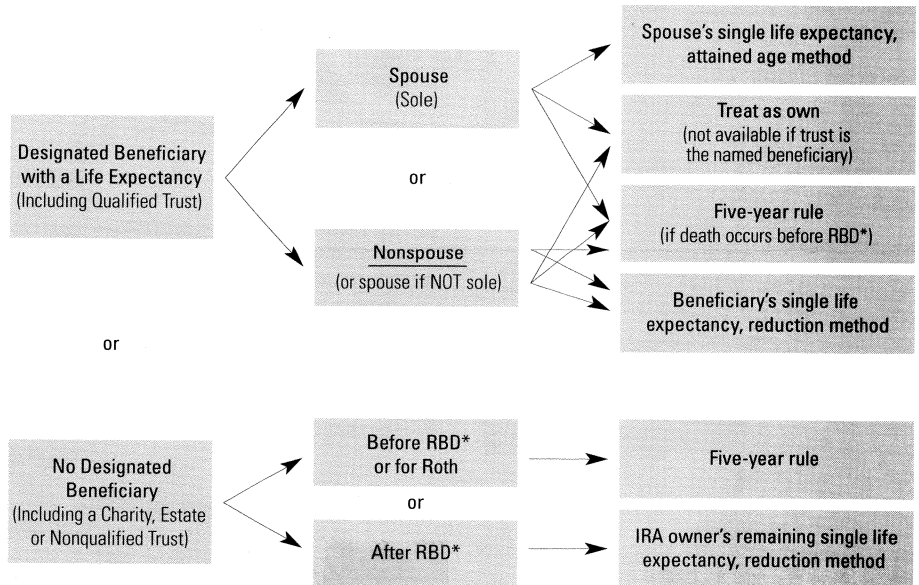 Designated Beneficiary
with a Life Expectancy
(Including Qualified Trust)
or
No Designated
Beneficiary
(Including a Charity, Estate
or Nonqualified Trust)
Spouse
(Sole)
or
Nonspouse
(or spouse if NOT sole)
Before RBD*
or for Roth
or
After RBD*
Spouse's single life expectancy,
attained age method
Treat as own
(not available if trust is
the named beneficiary)
Five-year rule
(if death occurs before RBD*)
Beneficiary's single life
expectancy, reduction method
Five-year rule
IRA owner's remaining single life
expectancy, reduction method